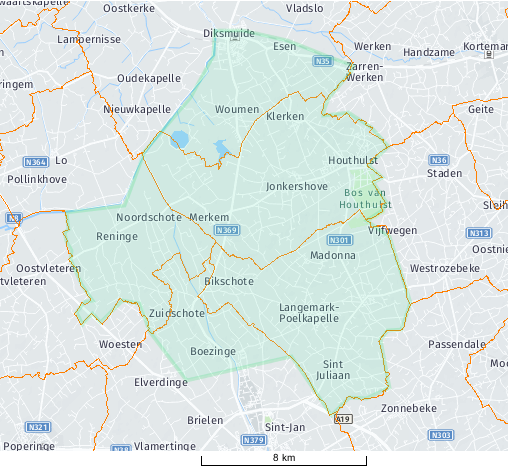 waartskapelle
Oostkerke
Vladslo
Lampernisse
Diksmuide
Esen
Werken
Handzame
Kortemar
N35
Zarren-
Werken
ringem
Oudekapelle
Nieuwkapelle
Woumen
Klerken
Geite
N364
Lo
Houthulst
N36
Staden
Pollinkhove
Jonkershove
Bos van
Houthulst
Sleih
N8
Noordschote
Merkem
N369
Vijfwegen
N313
Reninge
N301
Madonna
Oostnie
Oostvleteren
tvleteren
Westrozebeke
Bikschote
Zuidschote
Langemark-
Poelkapelle
Woesten
Boezinge
Passendale
Sint
Juliaan
Moo
Elverdinge
Zonnebeke
Brielen
A19
N321
Sint-Jan
N303
Poperinge
N379
Vlamertinge
8 km